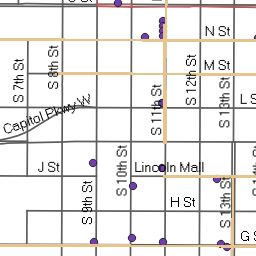 N St
M St
S 7th St
S 8th St
S 11th St
S 12th St
S 13th St
L S
Capitol Pkwy W
J St
S 10th St
Lincoln Mall
S 9th St
H St
S 13th St
G S